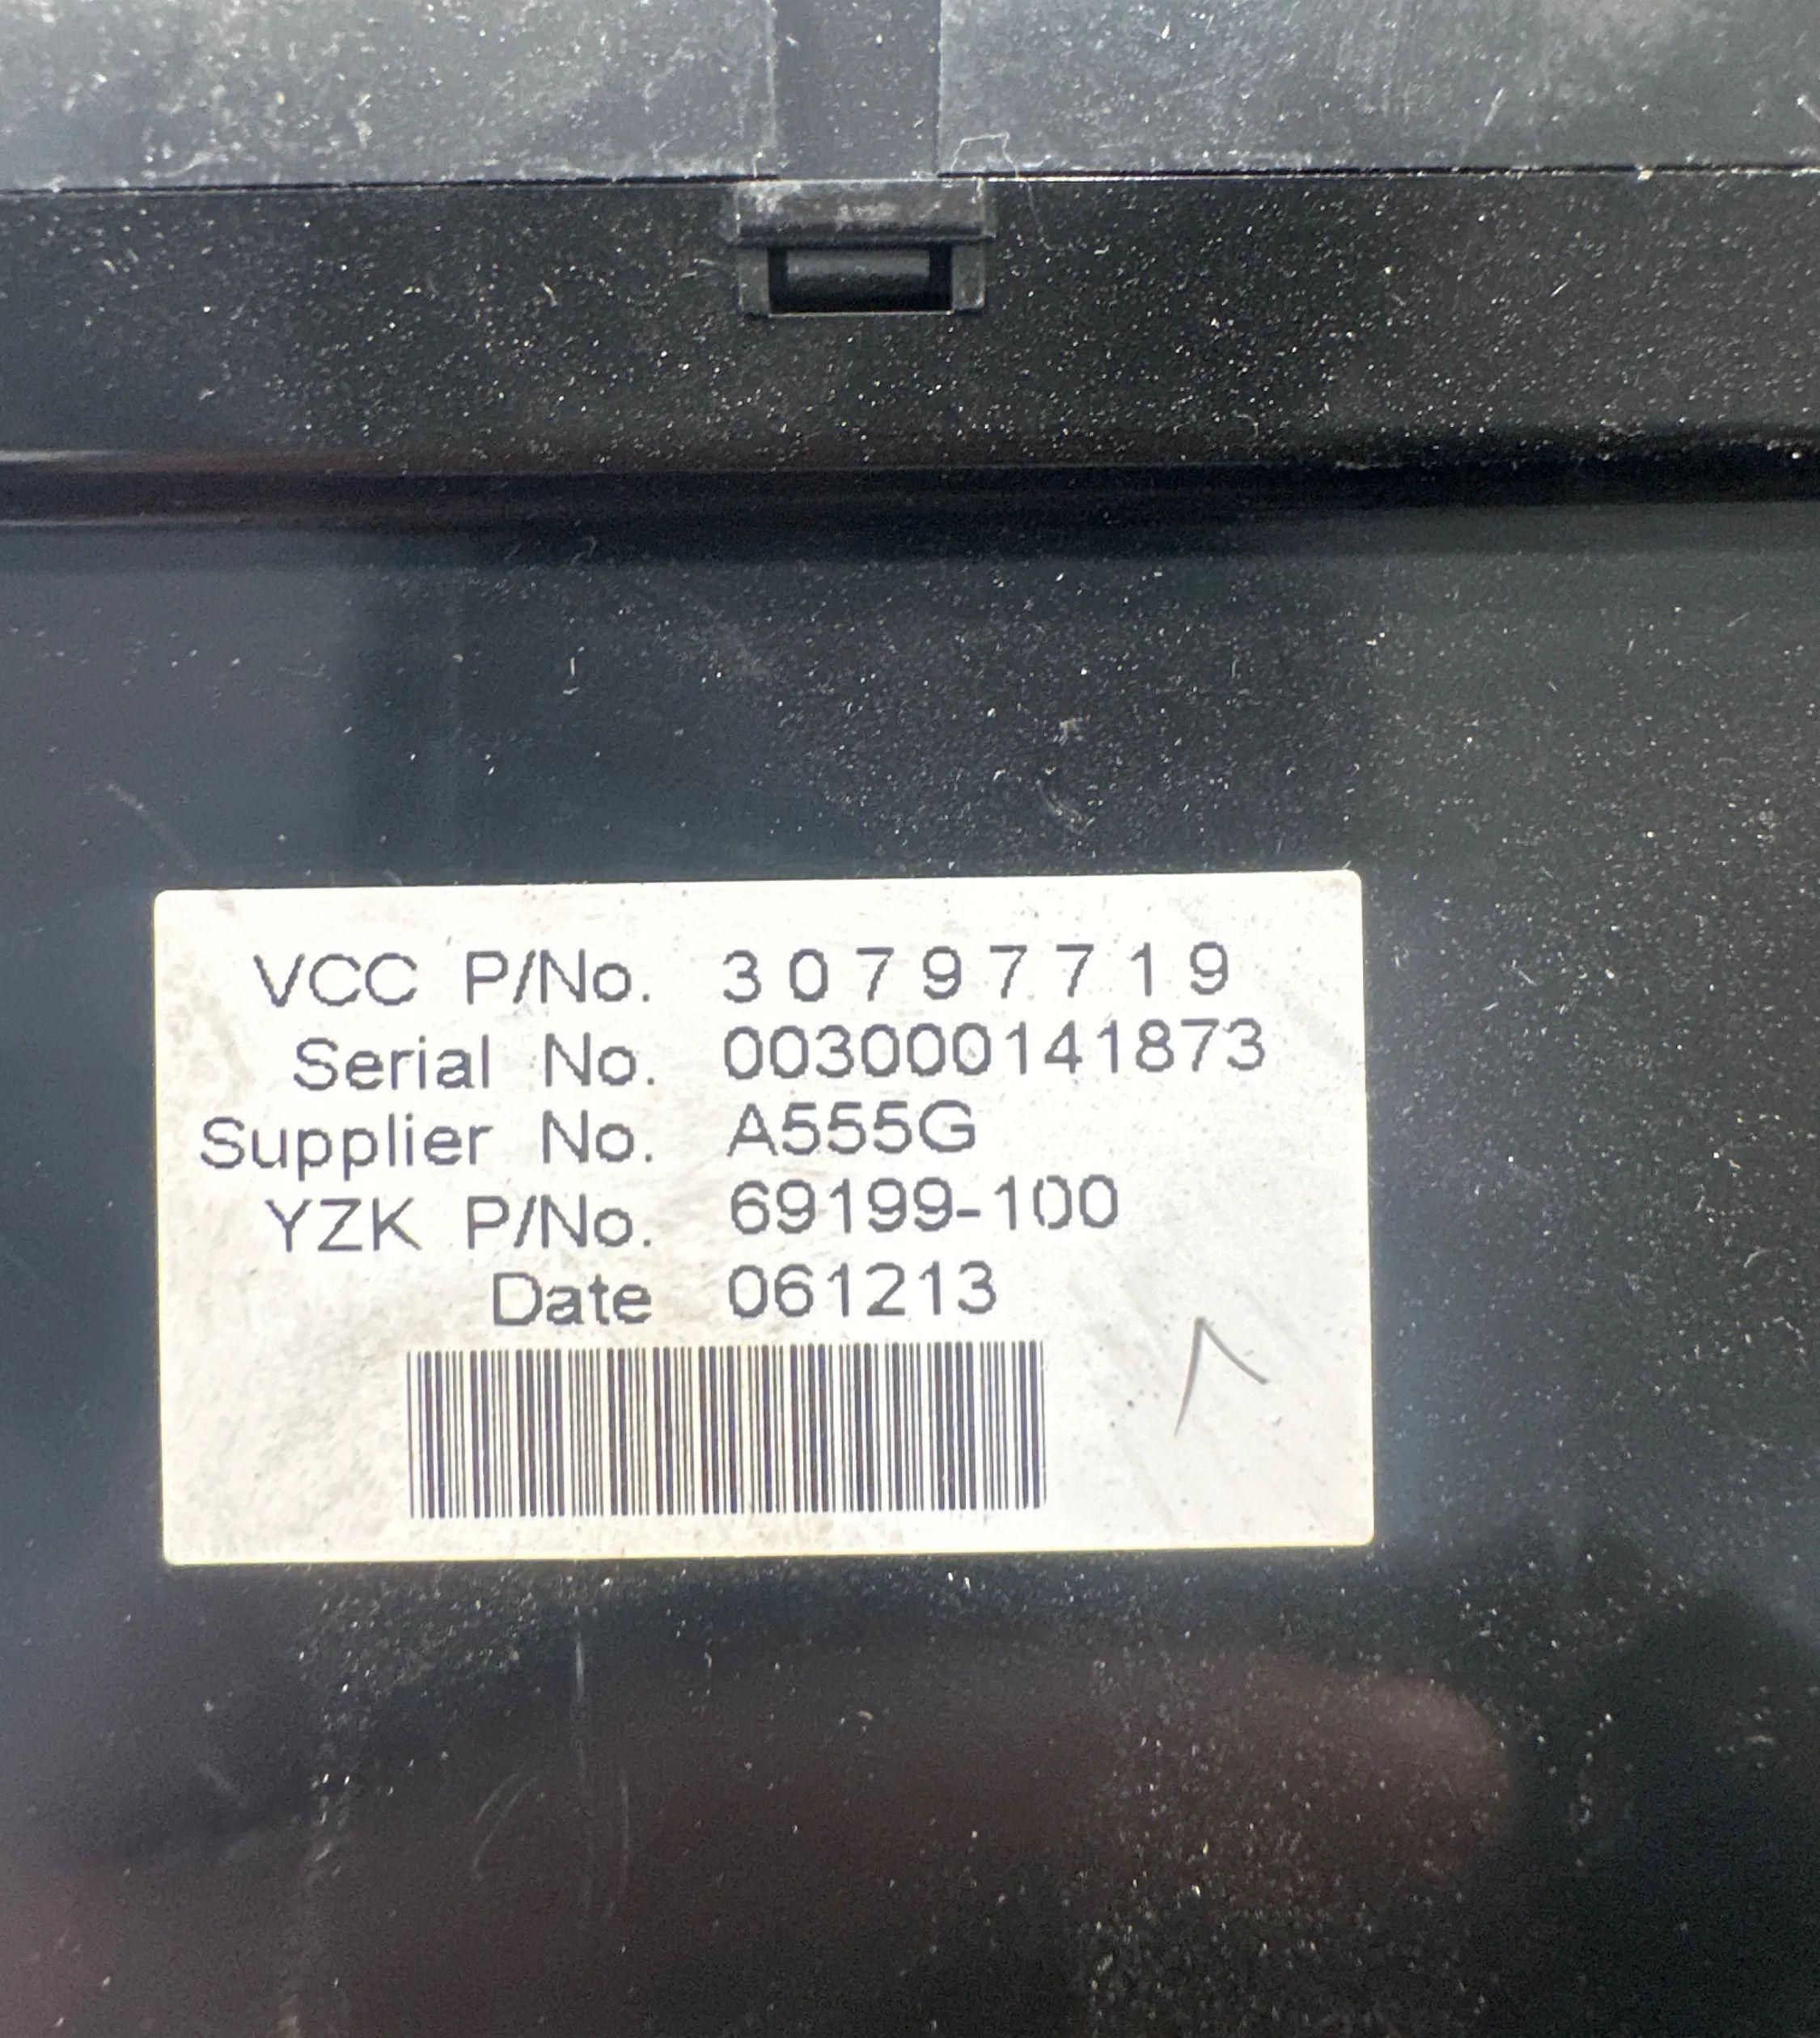 VCC P/No. 30797719
Serial No. 003000141873
Supplier No. A555G
YZK P/No. 69199-100
Date 061213